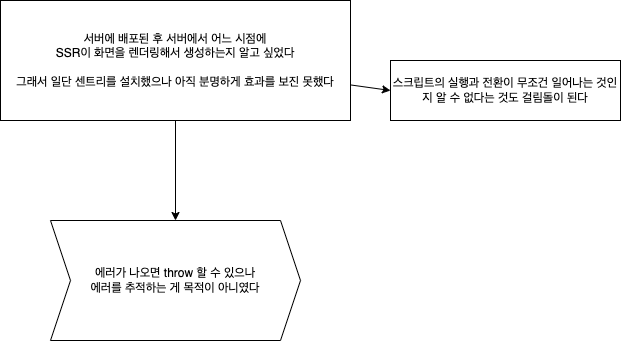 서버에 배포된 후 서버에서 어느 시점에
SSR이 화면을 렌더링해서 생성하는지 알고 싶었다
그래서 일단 센트리를 설치했으나 아직 분명하게 효과를 보진 못했다
스크립트의 실행과 전환이 무조건 일어나는 것인
지 알 수 없다는 것도 걸림돌이 된다
에러가 나오면 throw 할 수 있으나
에러를 추적하는 게 목적이 아니였다